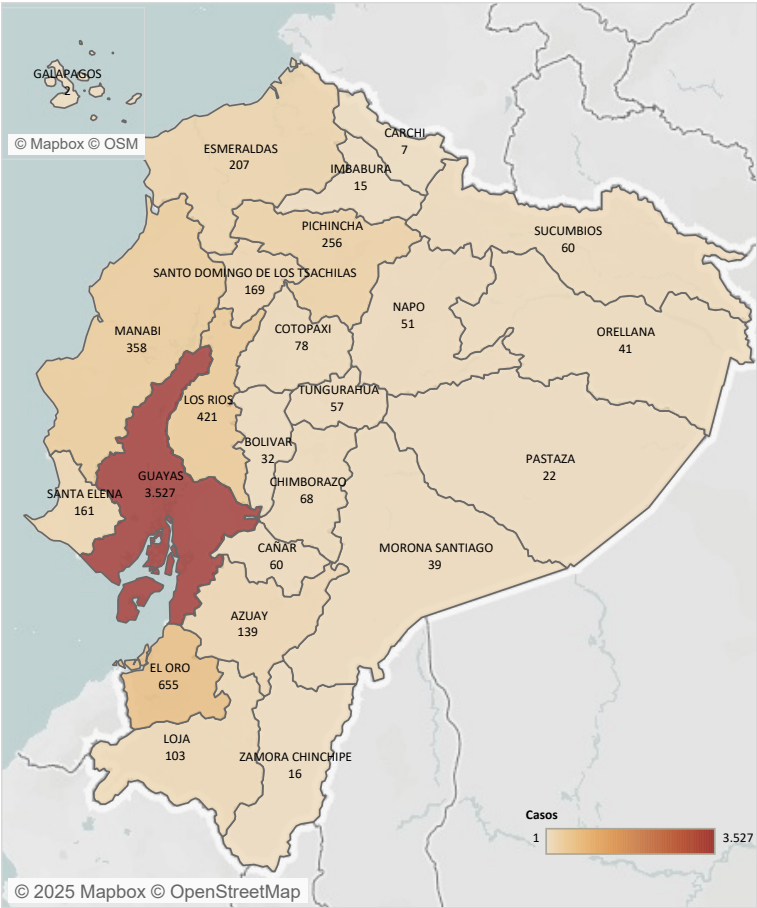 GALAPAGOS
2
© Mapbox © OSM
ESMERALDAS
207
CARCHI
7
IMBABURA
15
PICHINCHA
256
SUCUMBIOS
60
SANTO DOMINGO DE LOS TSACHILAS
169
NAPO
51
MANABI
358
COTOPAXI
78
ORELLANA
41
TUNGURAHUA
57
LOS RIOS
421
BOLIVAR
32
PASTAZA
22
GUAYAS
3.527
SANTA ELENA
161
CHIMBORAZO
68
CAÑAR
60
MORONA SANTIAGO
39
AZUAY
139
EL ORO
655
LOJA
103
ZAMORA CHINCHIPE
16
Casos
1 3.527
© 2025 Mapbox © OpenStreetMap